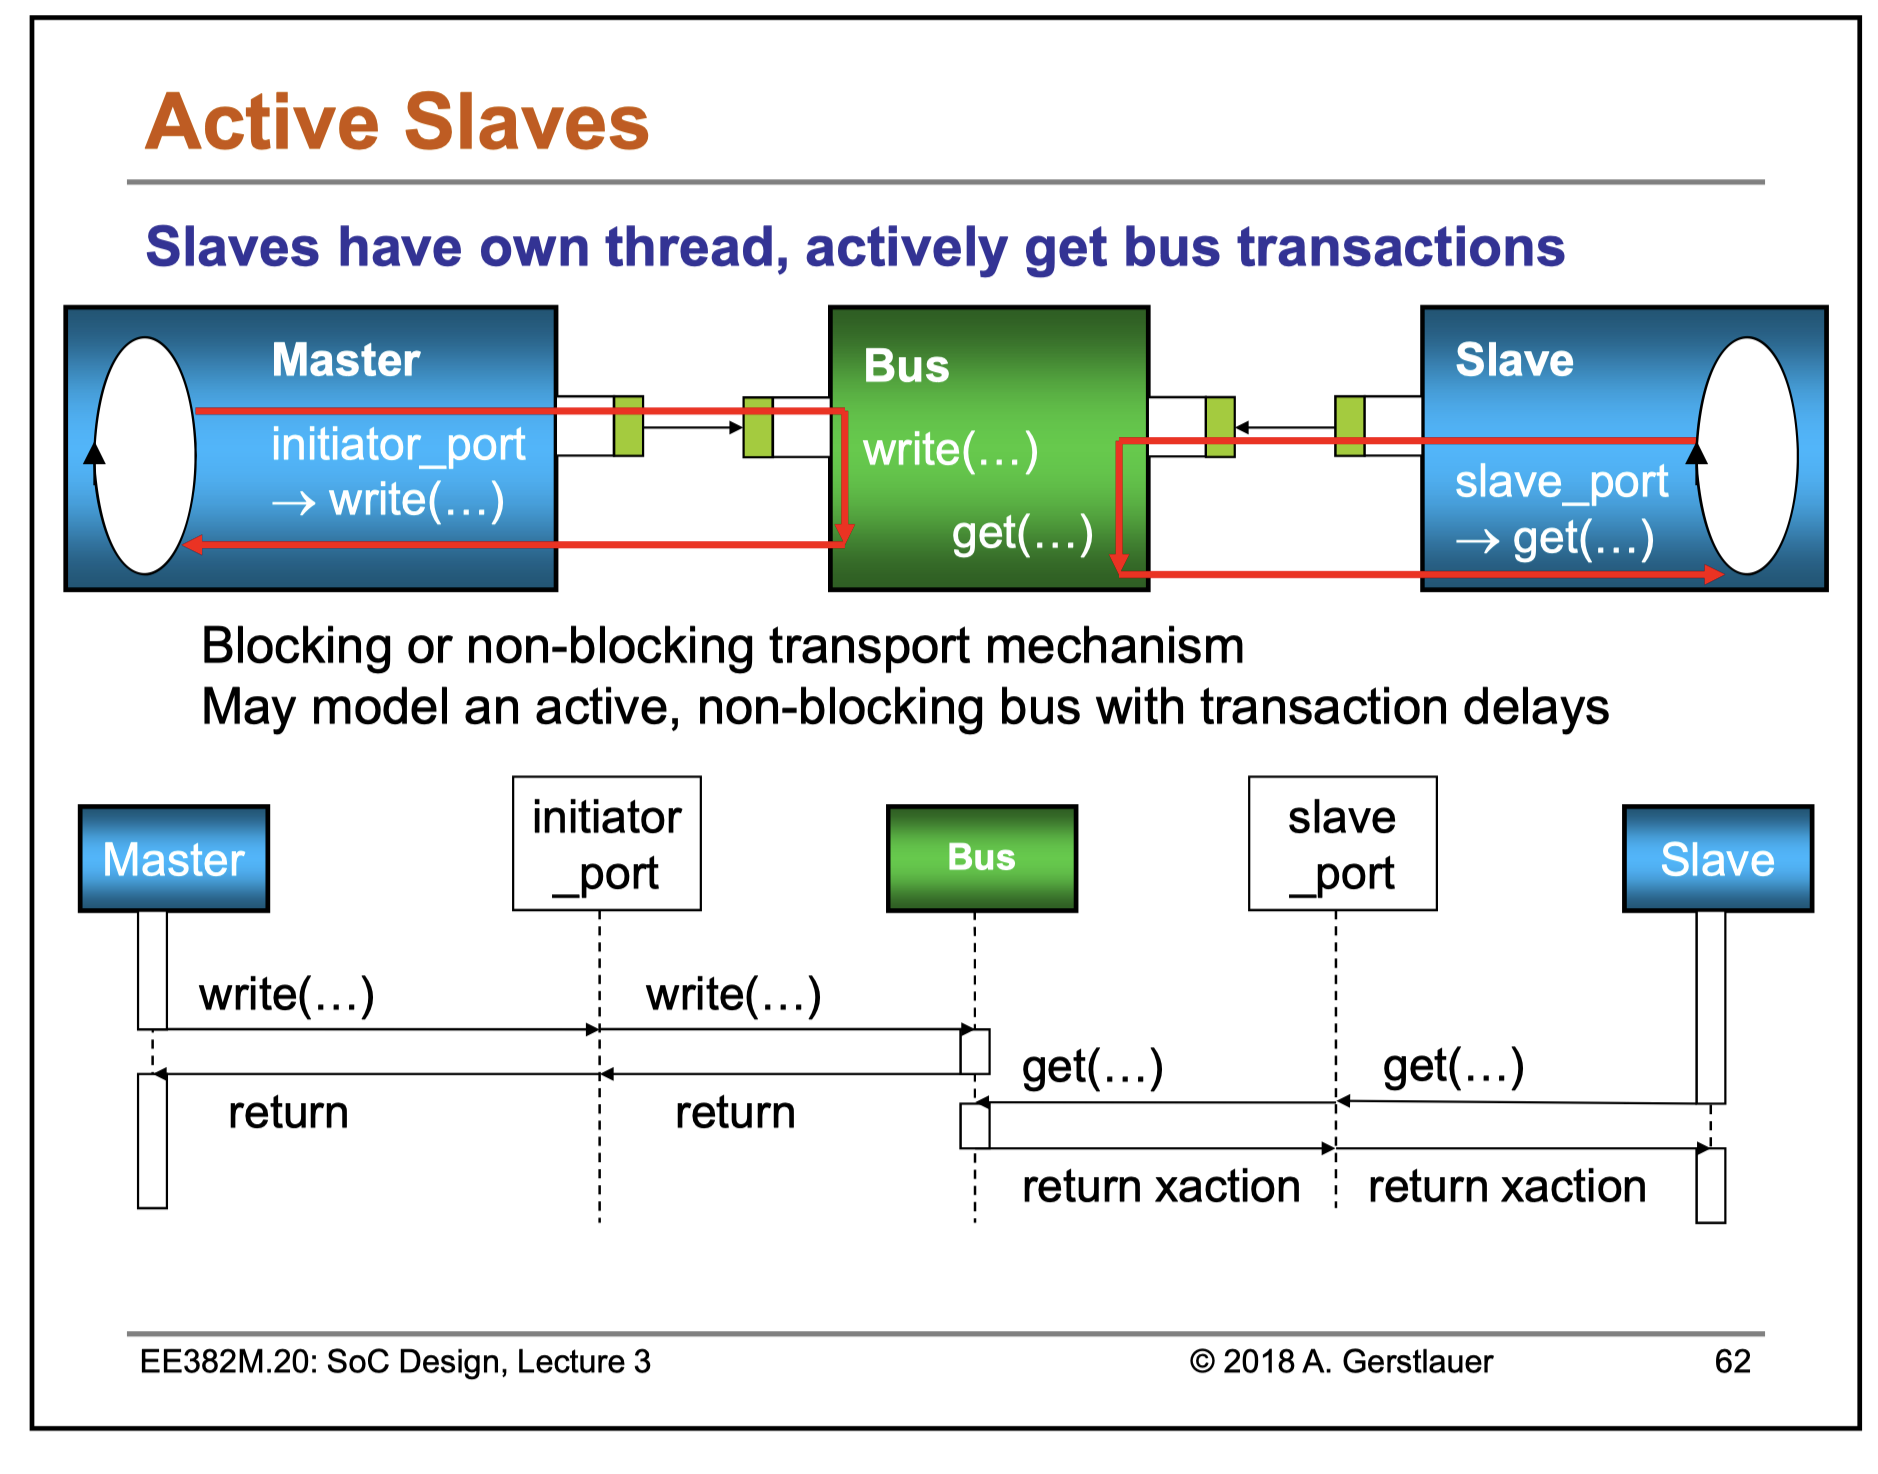 Active Slaves
Slaves have own thread, actively get bus transactions
Master
initiator_port
→ write(…)
Bus
write(…)
get(…)
Slave
slave_port
→ get(…)
Blocking or non-blocking transport mechanism
May model an active, non-blocking bus with transaction delays
Master
initiator
_port
Bus
slave
_port
Slave
write(…)
write(…)
get(…)
get(…)
return
return
return xaction
return xaction
EE382M.20: SoC Design, Lecture 3
© 2018 A. Gerstlauer
62